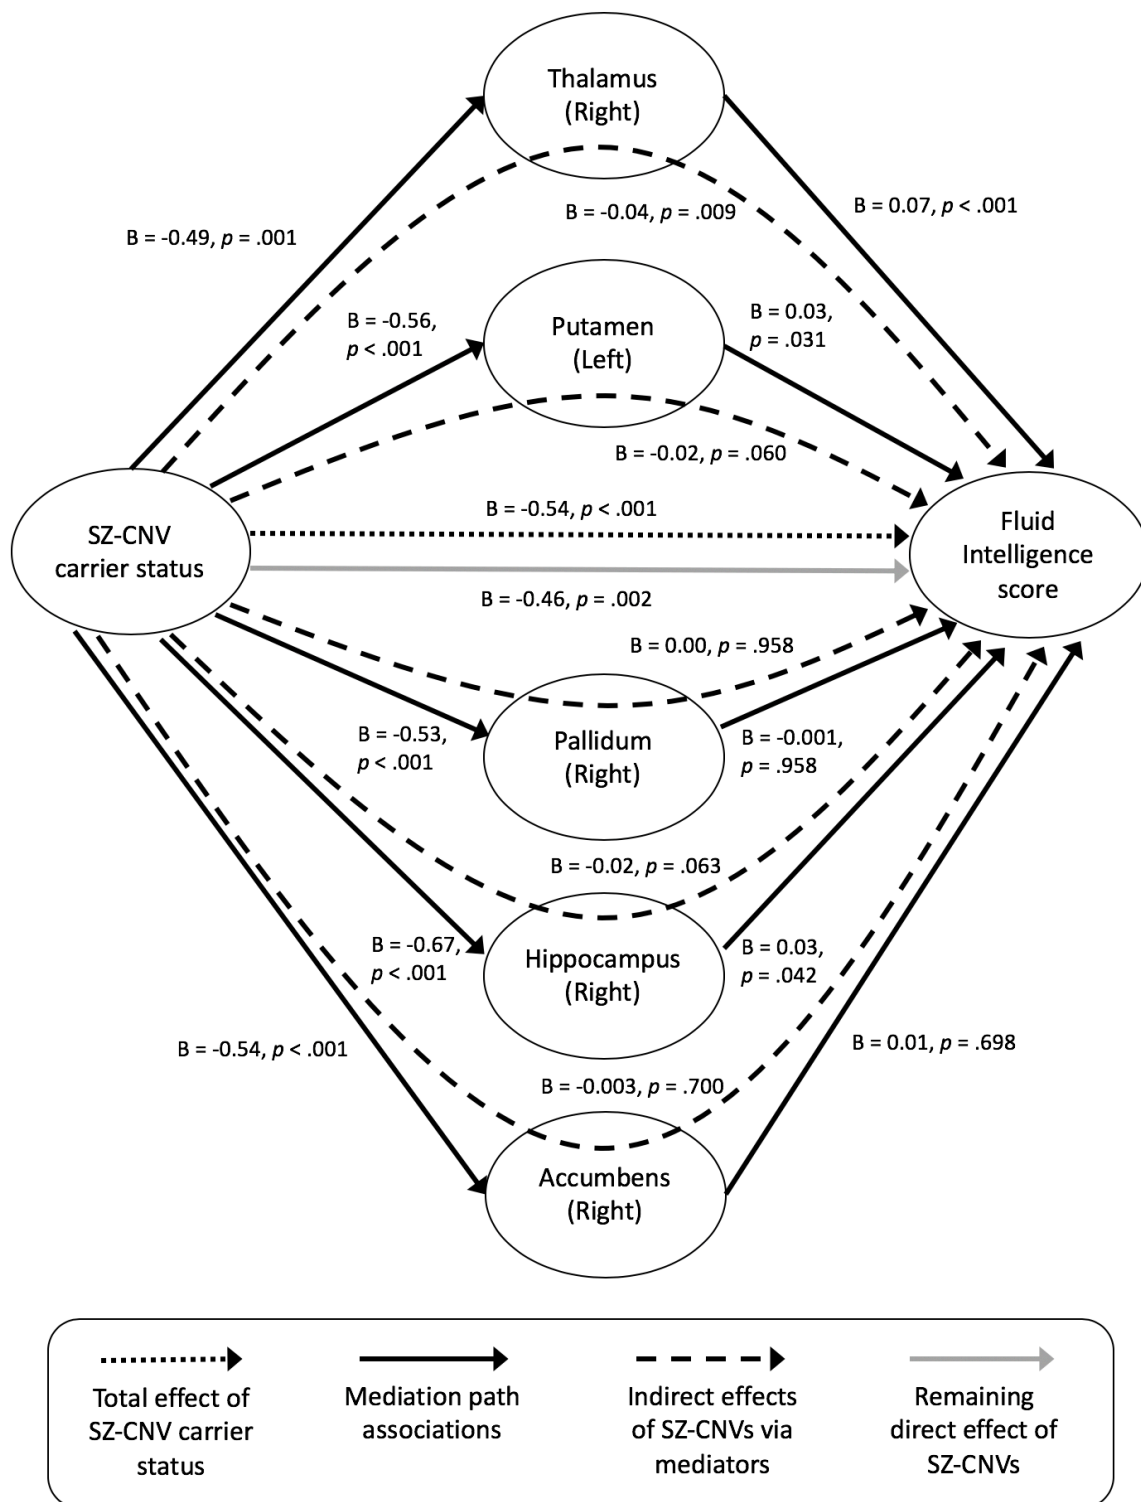 Thalamus
(Right)
B = 0.07, p < .001
B = -0.04, p = .009
B = -0.49, p = .001
B = -0.56,
p < .001
Putamen
(Left)
B = 0.03,
p = .031
B = -0.02, p = .060
B = -0.54, p < .001
SZ-CNV
carrier status
Fluid
Intelligence
score
B = -0.46, p = .002
B = 0.00, p = .958
B = -0.53,
p < .001
Pallidum
(Right)
B = -0.001,
p = .958
B = -0.02, p = .063
B = -0.67,
p < .001
Hippocampus
(Right)
B = 0.03,
p = .042
B = -0.54, p < .001
B = 0.01, p = .698
B = -0.003, p = .700
Accumbens
(Right)
Total effect of
SZ-CNV carrier
status
Mediation path
associations
Indirect effects
of SZ-CNVs via
mediators
Remaining
direct effect of
SZ-CNVs